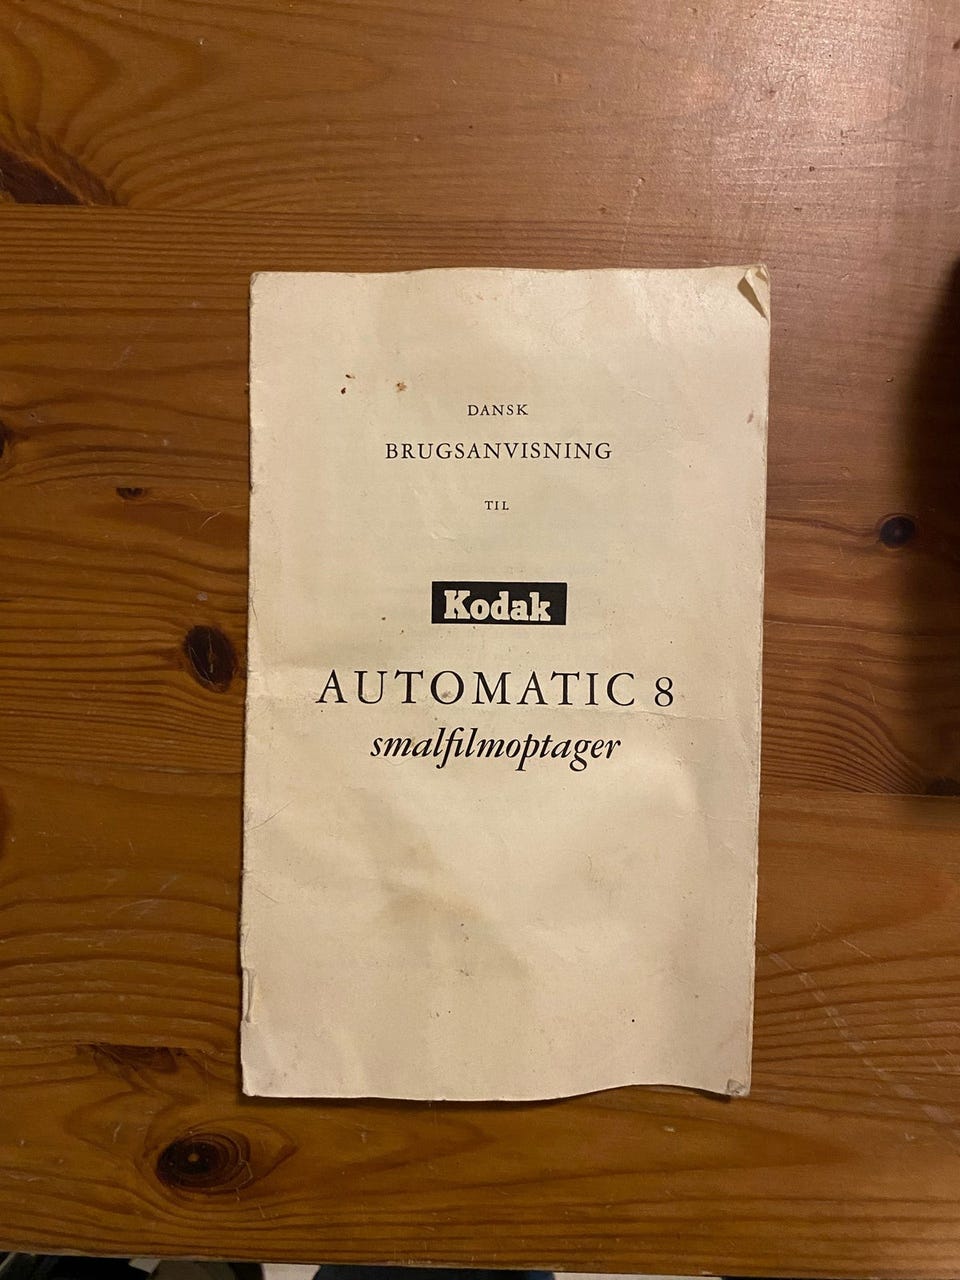 DANSK
BRUGSANVISNING
TIL
Kodak
AUTOMATIC 8
smalfilmoptager